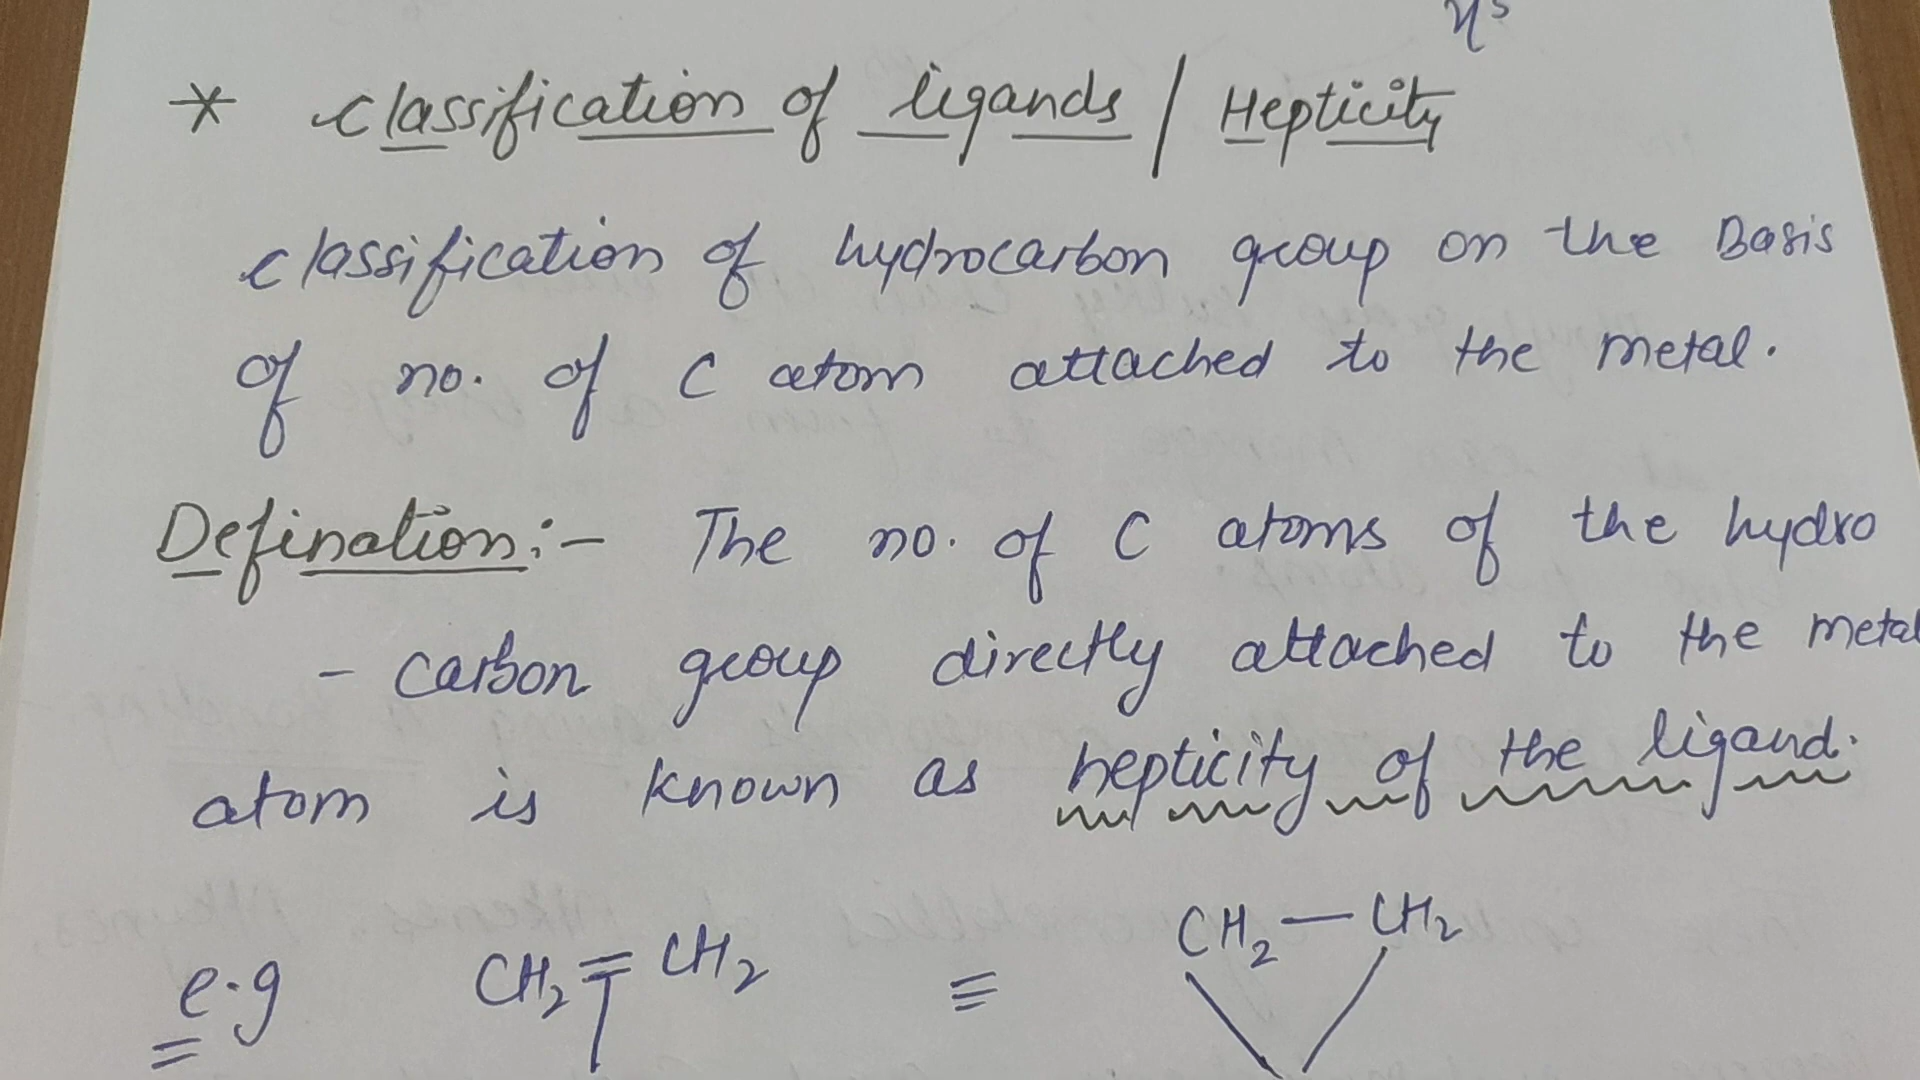 η⁵
* Classification of ligands / Hepticity
Classification of hydrocarbon group on the Basis
of no. of C atom attached to the metal.
Defination:- The no. of C atoms of the hydro
- carbon group directly attached to the metal
atom is known as hepticity of the ligand.
e.g CH₂=CH₂ ≡ CH₂-CH₂